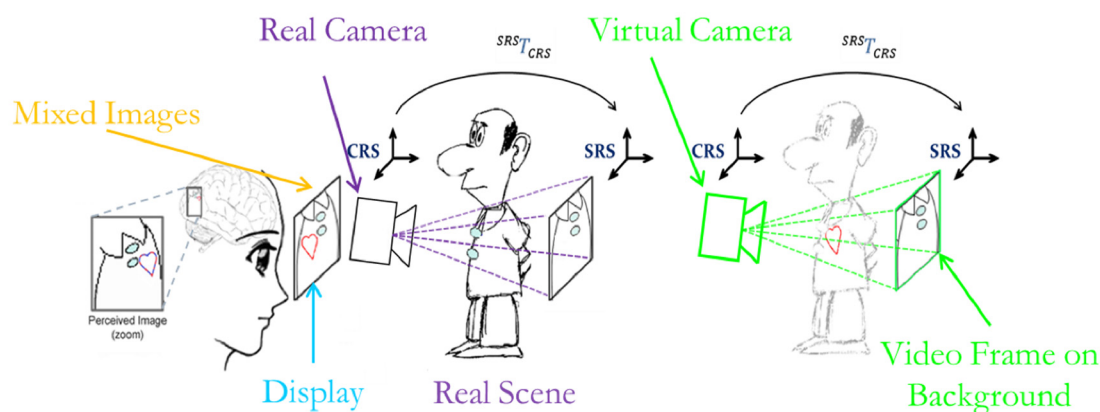 Real Camera
Virtual Camera
SRS T CRS
SRS T CRS
Mixed Images
CRS
SRS
CRS
SRS
Perceived Image
(zoom)
Display
Real Scene
Video Frame on
Background